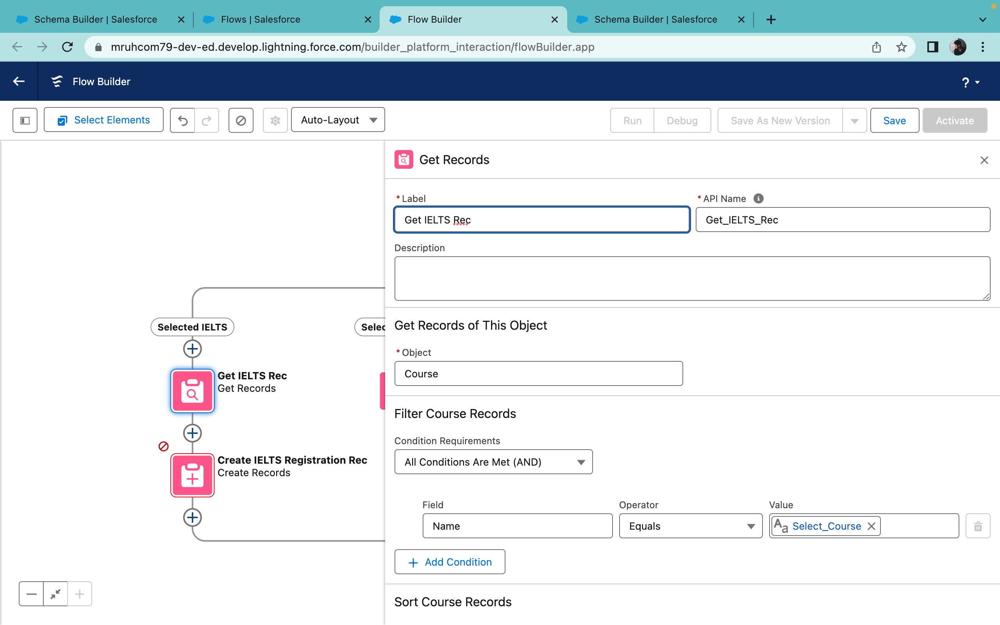 Schema Builder | Salesforce
Flows | Salesforce
Flow Builder
Schema Builder | Salesforce
mruhcom79-dev-ed.develop.lightning.force.com/builder_platform_interaction/flowBuilder.app
Flow Builder
?
Select Elements
Auto-Layout
Run
Debug
Save As New Version
Save
Activate
Get Records
* Label
Get IELTS Rec
* API Name
Get_IELTS_Rec
Description
Selected IELTS
Selec
Get IELTS Rec
Get Records
Create IELTS Registration Rec
Create Records
Get Records of This Object
* Object
Course
Filter Course Records
Condition Requirements
All Conditions Are Met (AND)
Field
Name
Operator
Equals
Value
Aa Select_Course
+ Add Condition
Sort Course Records